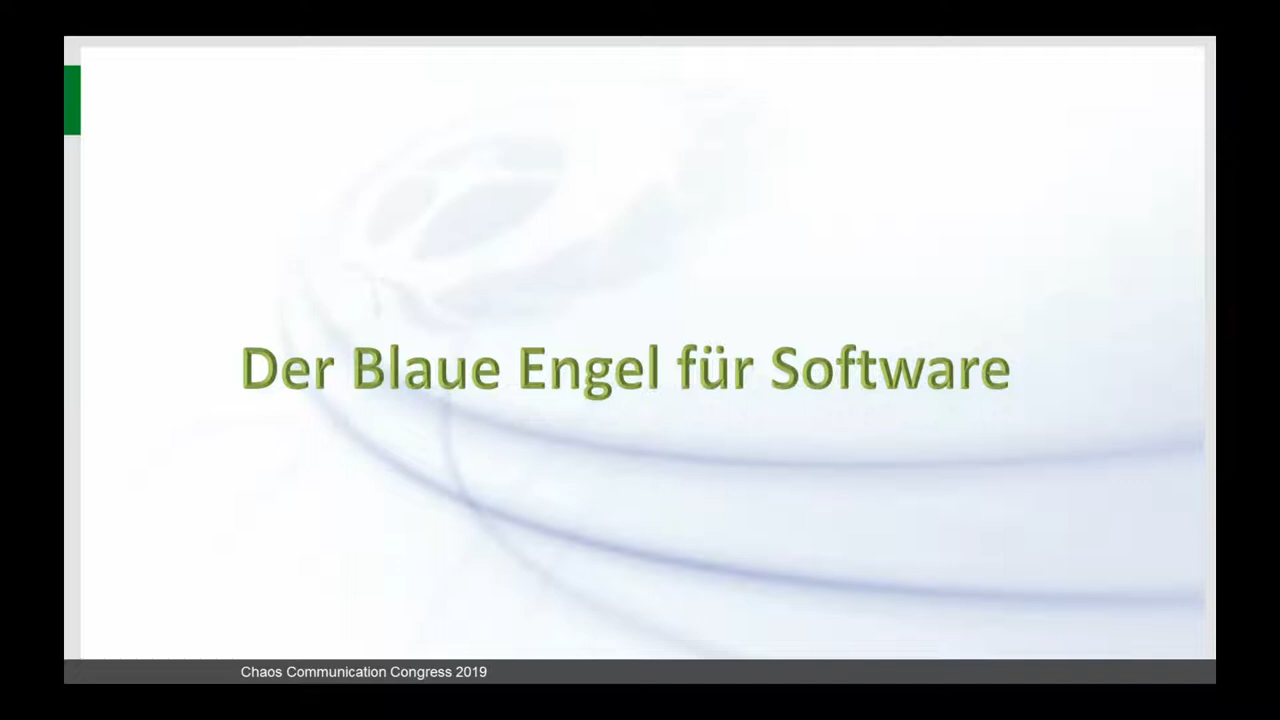 Der Blaue Engel für Software
Chaos Communication Congress 2019